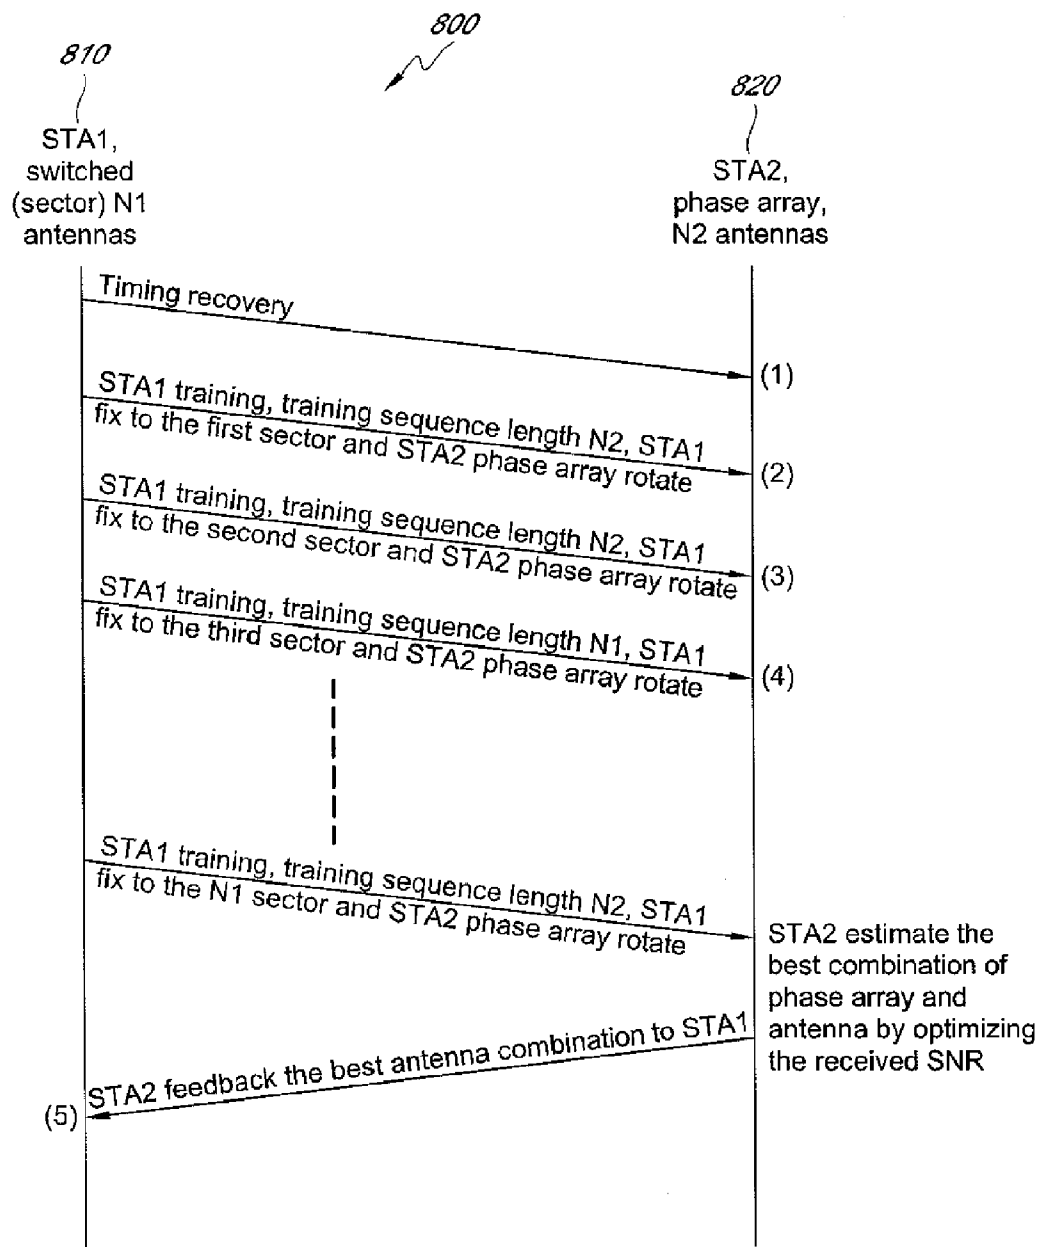 800
810
820
STA1,
switched
(sector) N1
antennas
STA2,
phase array,
N2 antennas
Timing recovery
(1)
STA1 training, training sequence length N2, STA1
fix to the first sector and STA2 phase array rotate
(2)
STA1 training, training sequence length N2, STA1
fix to the second sector and STA2 phase array rotate
(3)
STA1 training, training sequence length N1, STA1
fix to the third sector and STA2 phase array rotate
(4)
STA1 training, training sequence length N2, STA1
fix to the N1 sector and STA2 phase array rotate
STA2 estimate the
best combination of
phase array and
antenna by optimizing
the received SNR
STA2 feedback the best antenna combination to STA1
(5)